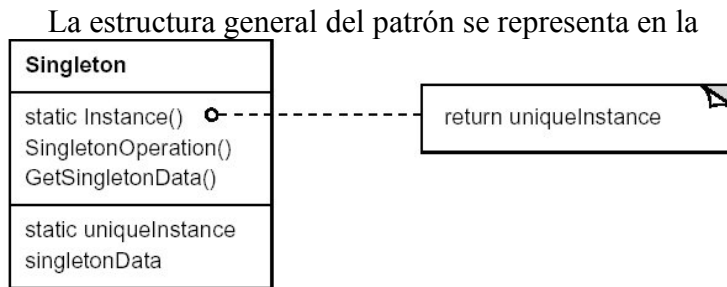 La estructura general del patrón se representa en la
Singleton
static Instance()
return uniqueInstance
SingletonOperation()
GetSingletonData()
static uniqueInstance
singletonData